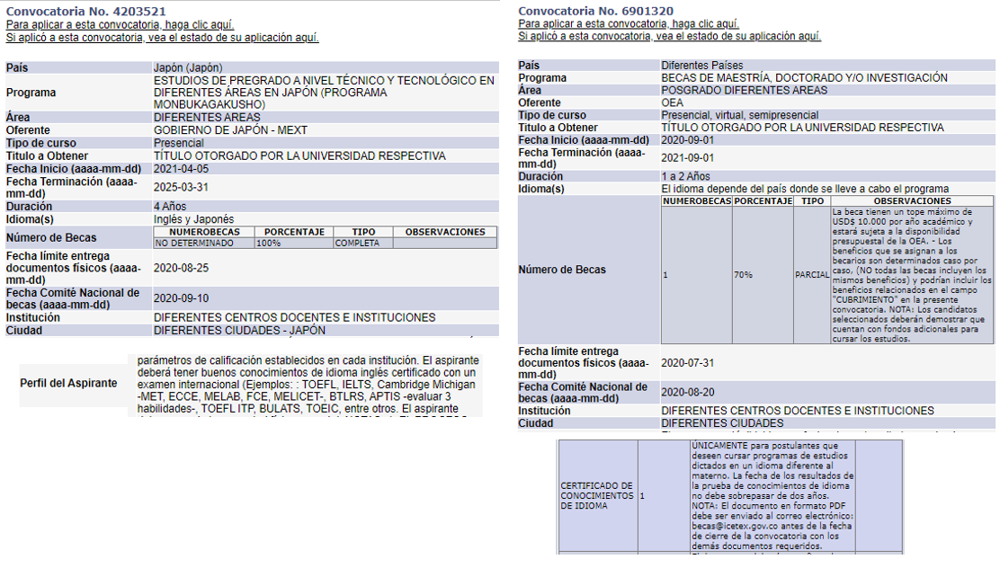 Convocatoria No. 4203521
Para aplicar a esta convocatoria, haga clic aquí.
Si aplicó a esta convocatoria, vea el estado de su aplicación aquí.
País Japón (Japón)
Programa ESTUDIOS DE PREGRADO A NIVEL TÉCNICO Y TECNOLÓGICO EN
DIFERENTES ÁREAS EN JAPÓN (PROGRAMA
MONBUKAGAKUSHO)
Área DIFERENTES AREAS
Oferente GOBIERNO DE JAPÓN - MEXT
Tipo de curso Presencial
Titulo a Obtener TÍTULO OTORGADO POR LA UNIVERSIDAD RESPECTIVA
Fecha Inicio (aaaa-mm-dd) 2021-04-05
Fecha Terminación (aaaa-
mm-dd) 2025-03-31
Duración 4 Años
Idioma(s) Inglés y Japonés
Número de Becas
NUMEROBECAS PORCENTAJE TIPO OBSERVACIONES
NO DETERMINADO 100% COMPLETA
Fecha límite entrega
documentos físicos (aaaa-
mm-dd) 2020-08-25
Fecha Comité Nacional de
becas (aaaa-mm-dd) 2020-09-10
Institución DIFERENTES CENTROS DOCENTES E INSTITUCIONES
Ciudad DIFERENTES CIUDADES - JAPÓN
Perfil del Aspirante
parámetros de calificación establecidos en cada institución. El aspirante
deberá tener buenos conocimientos de idioma inglés certificado con un
examen internacional (Ejemplos: : TOEFL, IELTS, Cambridge Michigan
-MET, ECCE, MELAB, FCE, MELICET-, BTLRS, APTIS -evaluar 3
habilidades-, TOEFL ITP, BULATS, TOEIC, entre otros. El aspirante
Convocatoria No. 6901320
Para aplicar a esta convocatoria, haga clic aquí.
Si aplicó a esta convocatoria, vea el estado de su aplicación aquí.
País Diferentes Países
Programa BECAS DE MAESTRÍA, DOCTORADO Y/O INVESTIGACIÓN
Área POSGRADO DIFERENTES AREAS
Oferente OEA
Tipo de curso Presencial, virtual, semipresencial
Titulo a Obtener TÍTULO OTORGADO POR LA UNIVERSIDAD RESPECTIVA
Fecha Inicio (aaaa-mm-dd) 2020-09-01
Fecha Terminación (aaaa-
mm-dd) 2021-09-01
Duración 1 a 2 Años
Idioma(s) El idioma depende del país donde se lleve a cabo el programa
Número de Becas
NUMEROBECAS PORCENTAJE TIPO OBSERVACIONES
1 70% PARCIAL
La beca tienen un tope máximo de
USD$ 10.000 por año académico y
estará sujeta a la disponibilidad
presupuestal de la OEA. - Los
beneficios que se asignan a los
becarios son determinados caso por
caso, (NO todas las becas incluyen los
mismos beneficios) y podrían incluir los
beneficios relacionados en el campo
"CUBRIMIENTO" en la presente
convocatoria. NOTA: Los candidatos
seleccionados deberán demostrar que
cuentan con fondos adicionales para
cursar los estudios.
Fecha límite entrega
documentos físicos (aaaa-
mm-dd) 2020-07-31
Fecha Comité Nacional de
becas (aaaa-mm-dd) 2020-08-20
Institución DIFERENTES CENTROS DOCENTES E INSTITUCIONES
Ciudad DIFERENTES CIUDADES
CERTIFICADO DE
CONOCIMIENTOS
DE IDIOMA
1
ÚNICAMENTE para postulantes que
deseen cursar programas de estudios
dictados en un idioma diferente al
materno. La fecha de los resultados de
la prueba de conocimientos de idioma
no debe sobrepasar de dos años.
NOTA: El documento en formato PDF
debe ser enviado al correo electrónico:
becas@icetex.gov.co antes de la fecha
de cierre de la convocatoria con los
demás documentos requeridos.